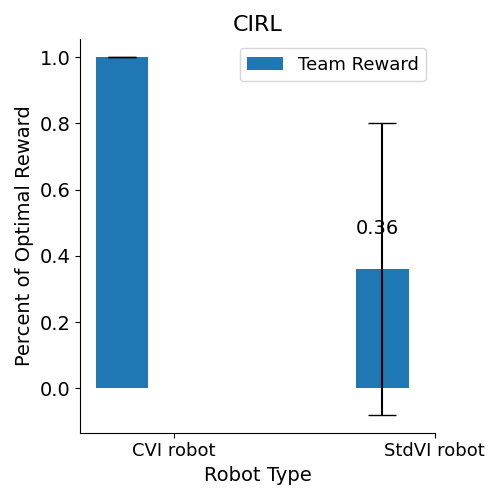 CIRL
Team Reward
Percent of Optimal Reward
1.0
0.8
0.6
0.4
0.2
0.0
0.36
CVI robot
StdVI robot
Robot Type